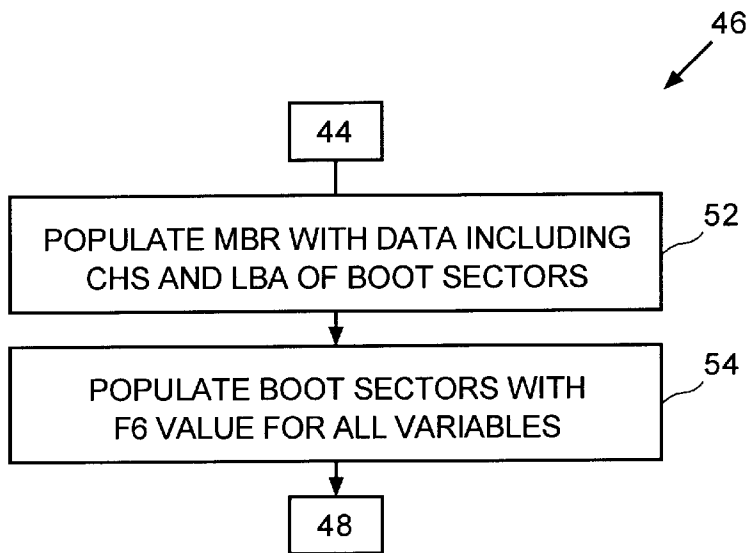 46
44
POPULATE MBR WITH DATA INCLUDING
CHS AND LBA OF BOOT SECTORS
52
POPULATE BOOT SECTORS WITH
F6 VALUE FOR ALL VARIABLES
54
48